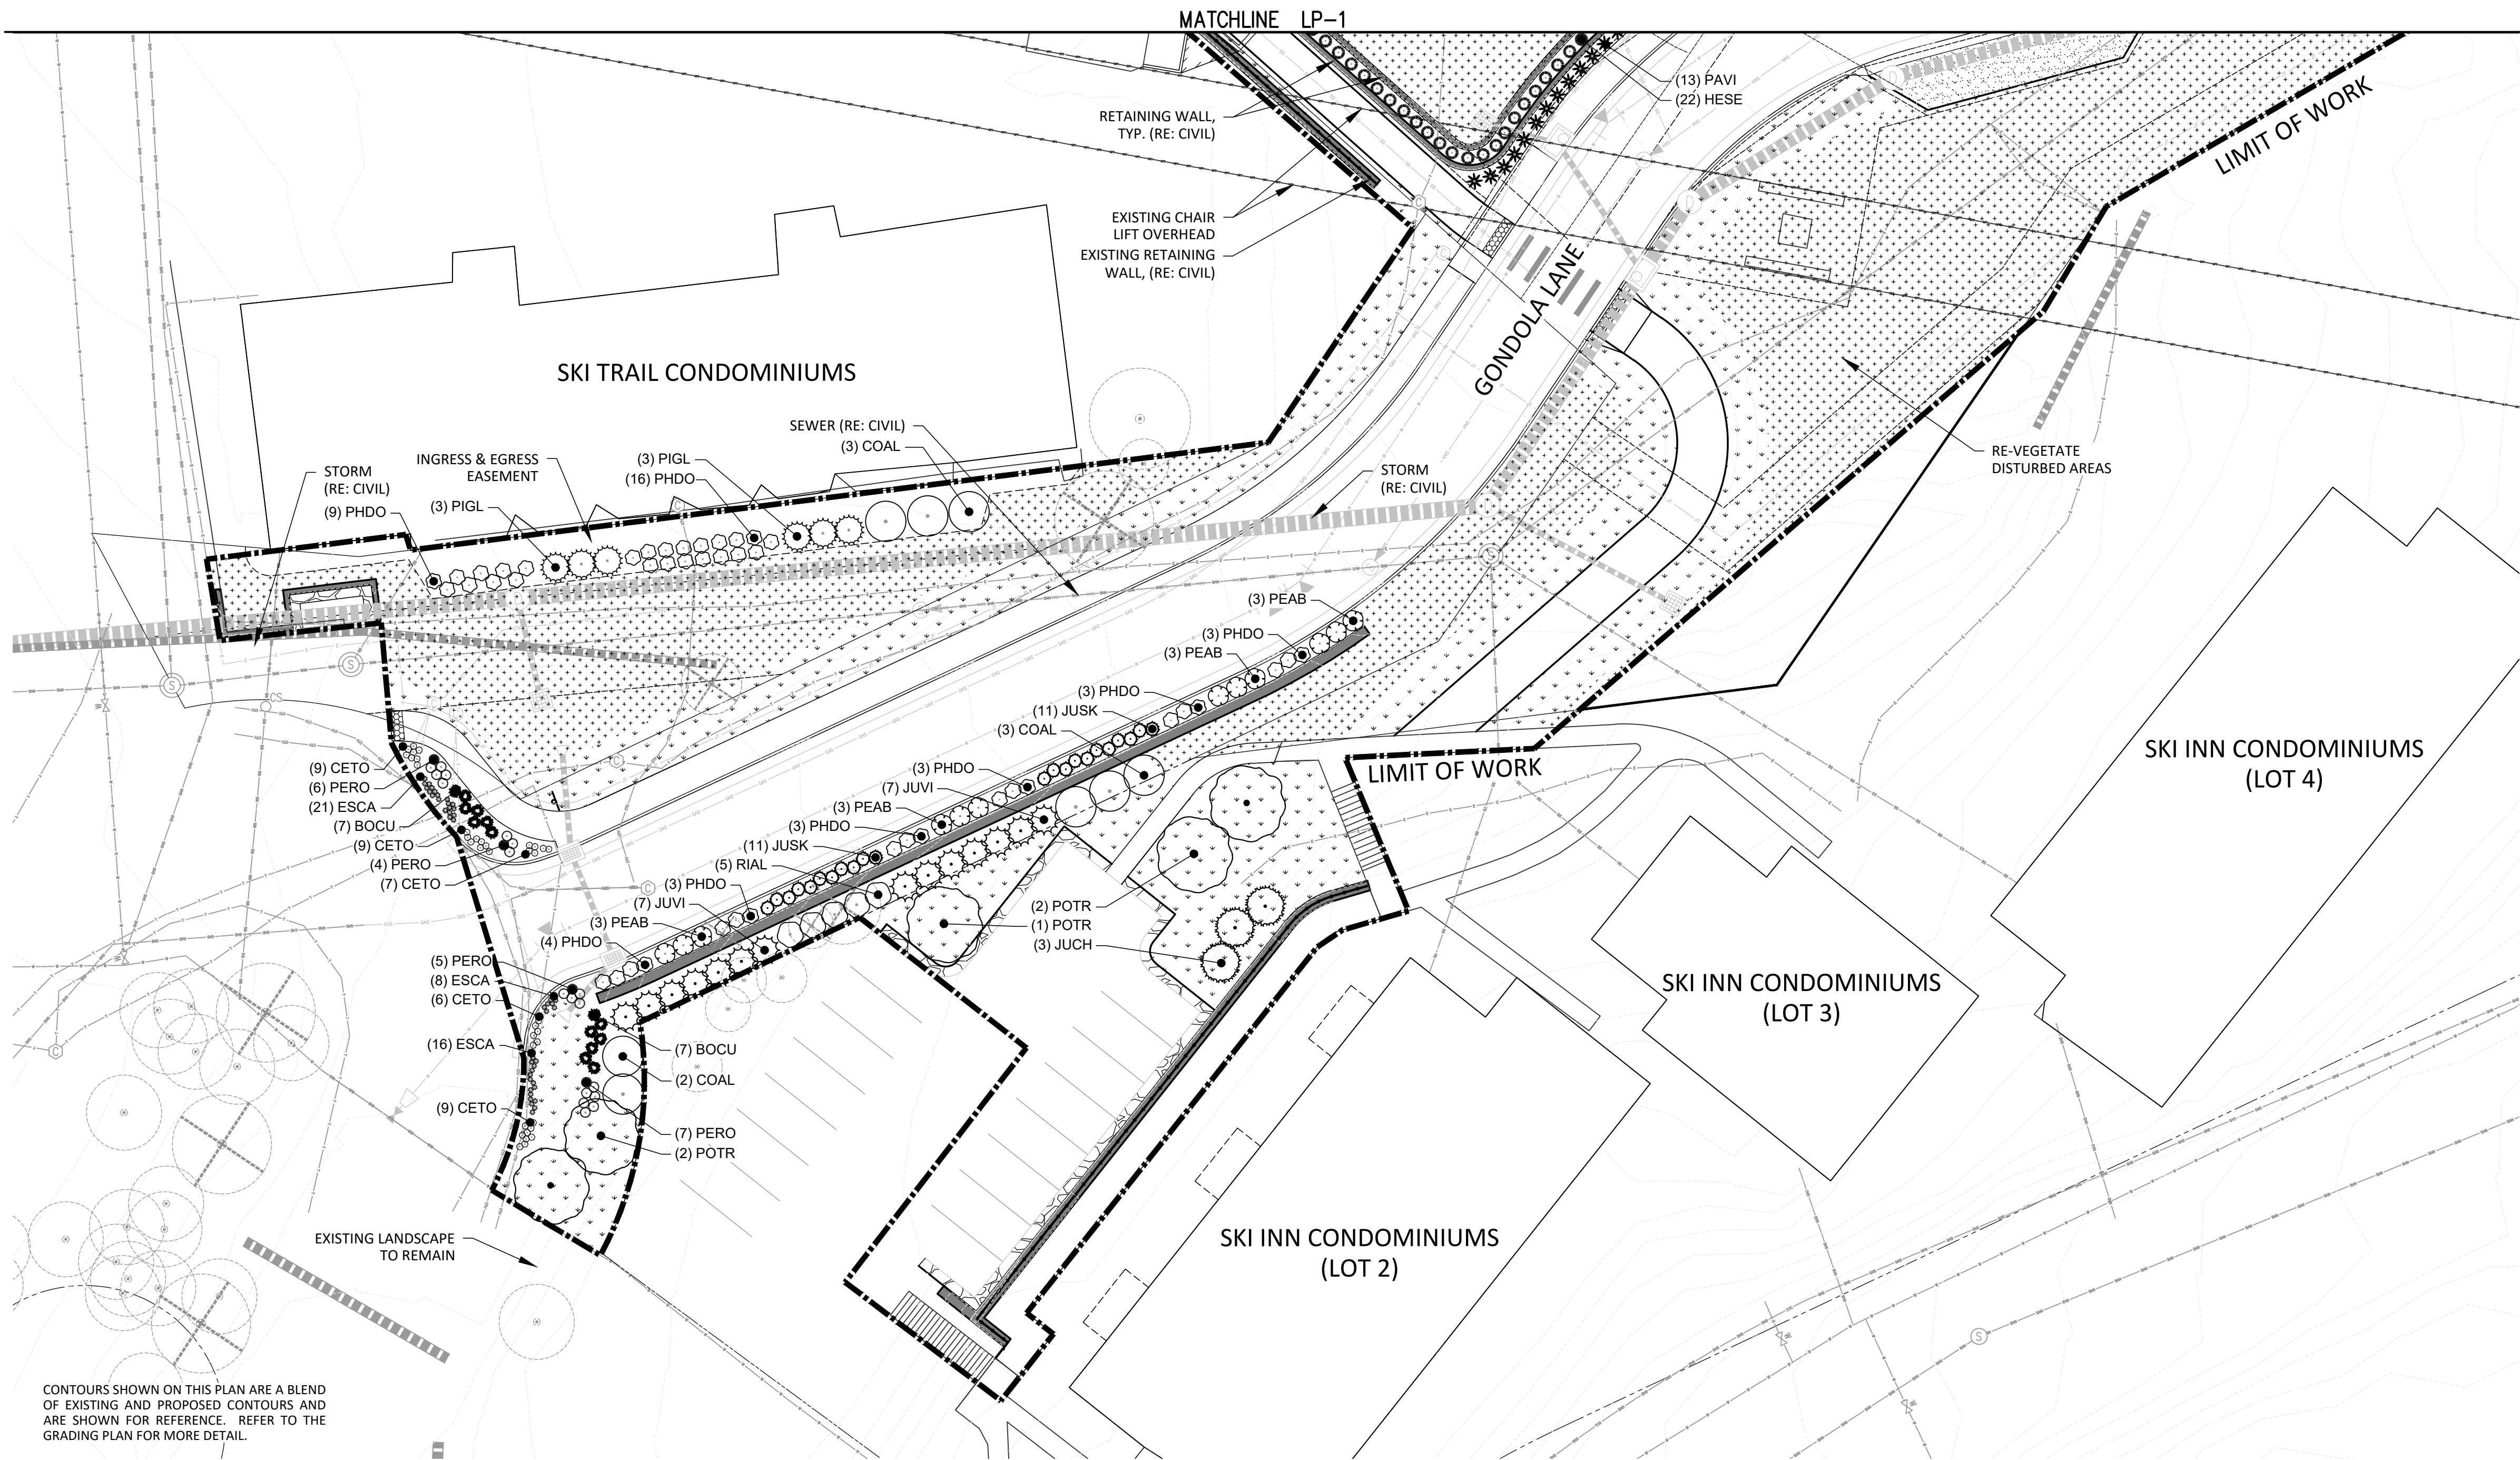 MATCHLINE LP-1
(13) PAVI
(22) HESE
RETAINING WALL,
TYP. (RE: CIVIL)
LIMIT OF WORK
EXISTING CHAIR
LIFT OVERHEAD
EXISTING RETAINING
WALL, (RE: CIVIL)
GONDOLA LANE
SKI TRAIL CONDOMINIUMS
SEWER (RE: CIVIL)
(3) COAL
INGRESS & EGRESS
EASEMENT
(3) PIGL
(16) PHDO
STORM
(RE: CIVIL)
(9) PHDO
(3) PIGL
STORM
(RE: CIVIL)
RE-VEGETATE
DISTURBED AREAS
(3) PEAB
(3) PHDO
(3) PEAB
(3) PHDO
(11) JUSK
(3) COAL
(3) PHDO
(7) JUVI
(3) PEAB
(3) PHDO
(11) JUSK
(5) RIAL
(3) PHDO
(7) JUVI
(3) PEAB
(4) PHDO
(9) CETO
(6) PERO
(21) ESCA
(7) BOCU
(9) CETO
(4) PERO
(7) CETO
LIMIT OF WORK
SKI INN CONDOMINIUMS
(LOT 4)
(2) POTR
(1) POTR
(3) JUCH
(5) PERO
(8) ESCA
(6) CETO
(16) ESCA
(9) CETO
(7) BOCU
(2) COAL
(7) PERO
(2) POTR
SKI INN CONDOMINIUMS
(LOT 3)
EXISTING LANDSCAPE
TO REMAIN
SKI INN CONDOMINIUMS
(LOT 2)
CONTOURS SHOWN ON THIS PLAN ARE A BLEND
OF EXISTING AND PROPOSED CONTOURS AND
ARE SHOWN FOR REFERENCE. REFER TO THE
GRADING PLAN FOR MORE DETAIL.